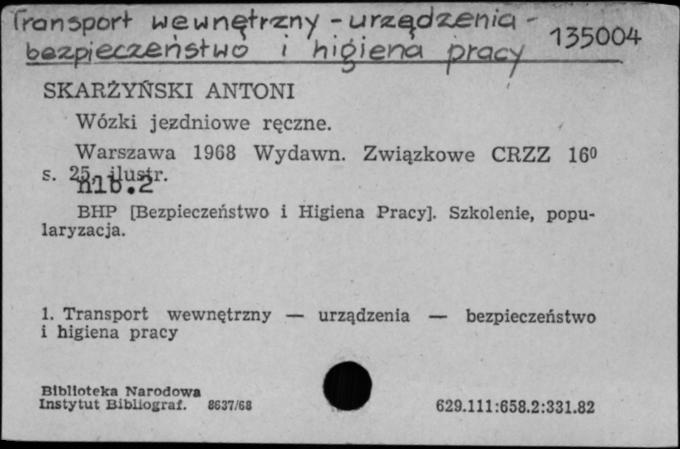 Transport wewnętrzny - urządzenia -
bezpieczeństwo i higiena pracy 135004
SKARŻYŃSKI ANTONI
Wózki jezdniowe ręczne.
Warszawa 1968 Wydawn. Związkowe CRZZ 16⁰
s. 25, ilustr.
nlb.2
BHP [Bezpieczeństwo i Higiena Pracy]. Szkolenie, popu-
laryzacja.
1. Transport wewnętrzny — urządzenia — bezpieczeństwo
i higiena pracy
Biblioteka Narodowa
Instytut Bibliograf. 8637/68 629.111:658.2:331.82